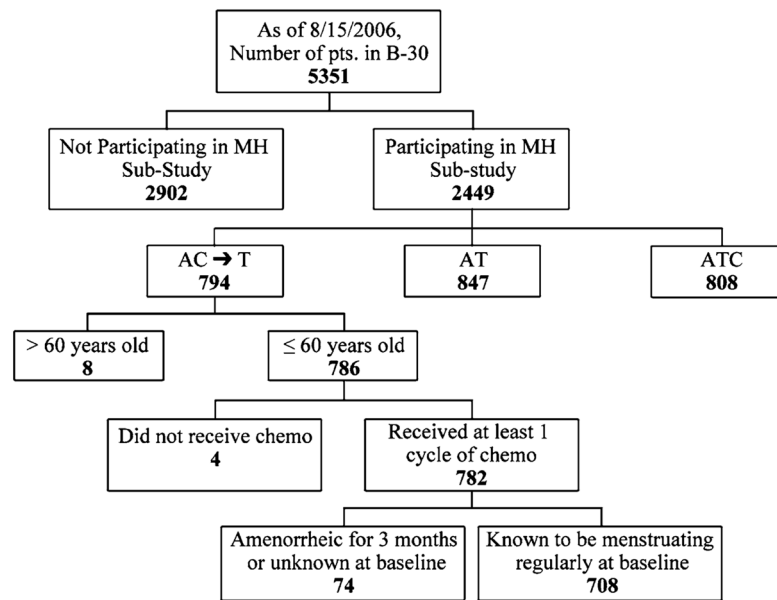 As of 8/15/2006,
Number of pts. in B-30
5351
Not Participating in MH
Sub-Study
2902
Participating in MH
Sub-study
2449
AC ➔ T
794
AT
847
ATC
808
> 60 years old
8
≤ 60 years old
786
Did not receive chemo
4
Received at least 1
cycle of chemo
782
Amenorrheic for 3 months
or unknown at baseline
74
Known to be menstruating
regularly at baseline
708